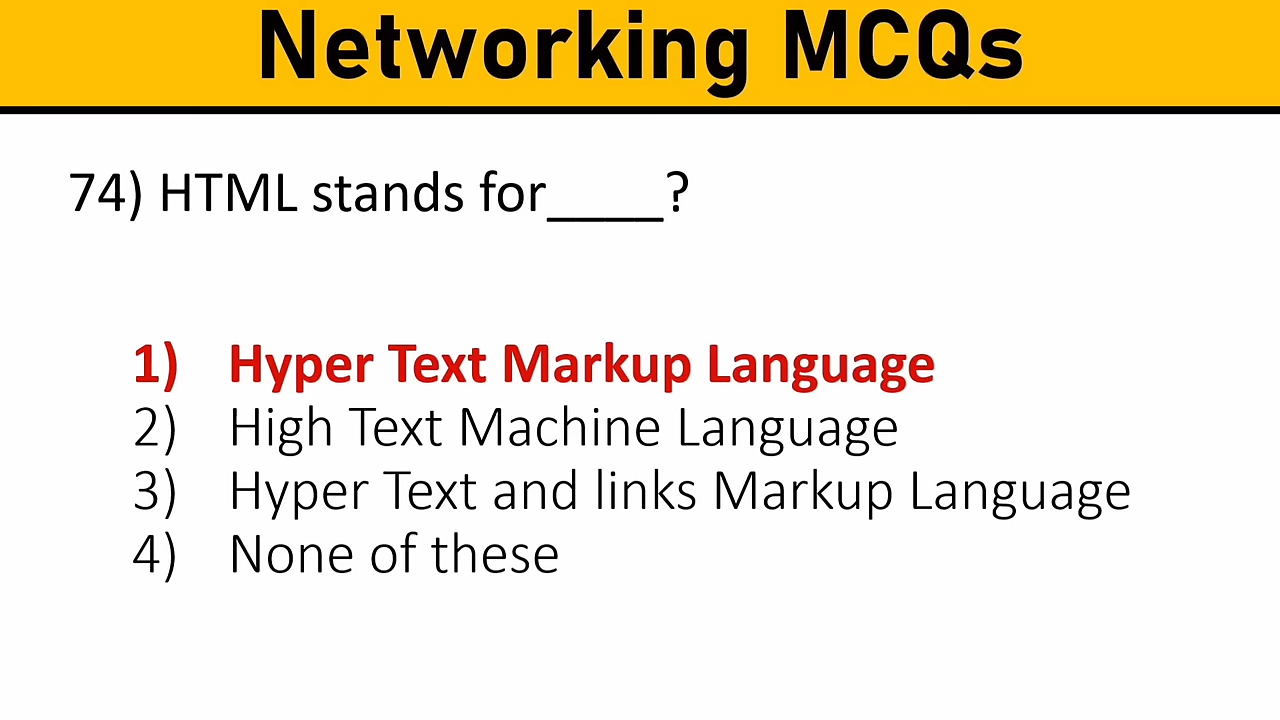 Networking MCQs
74) HTML stands for____?
1) Hyper Text Markup Language
2) High Text Machine Language
3) Hyper Text and links Markup Language
4) None of these